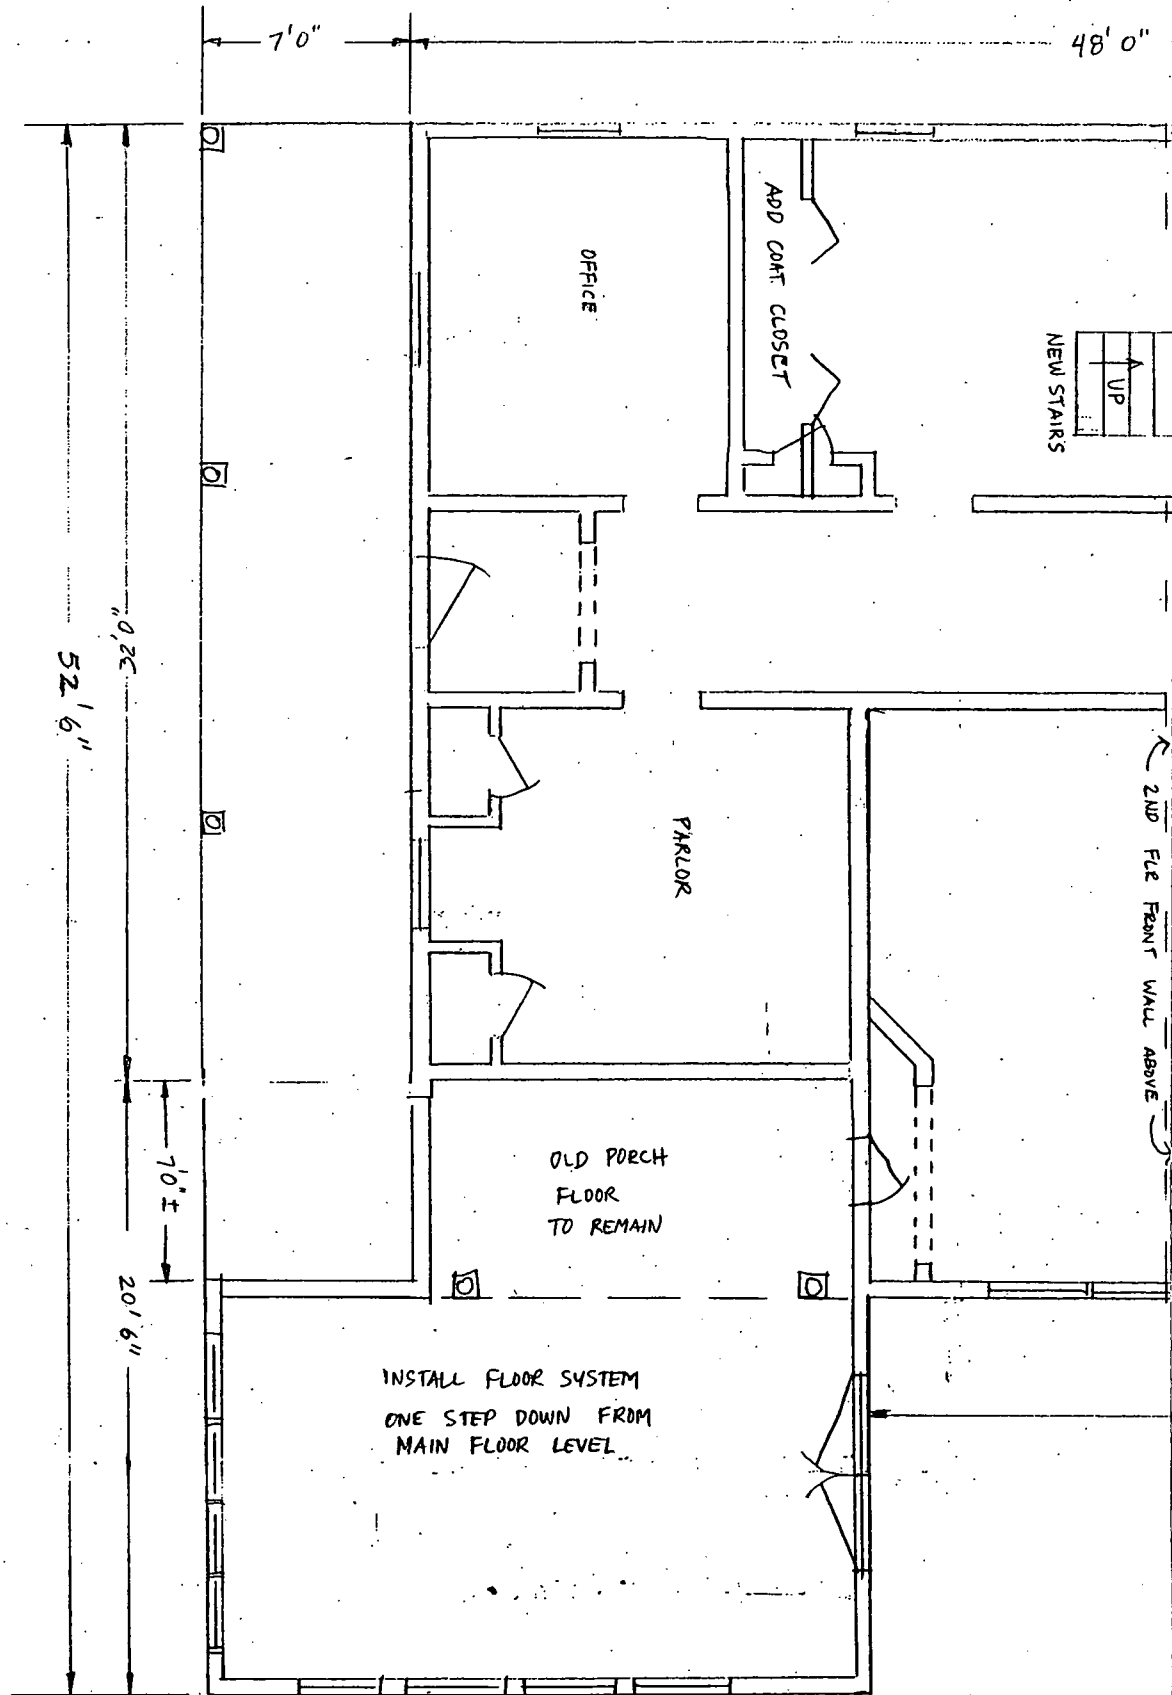 7'0"
48' 0"
ADD COAT CLOSET
OFFICE
NEW STAIRS
UP
32'0"
52'6"
PARLOR
2ND FLR FRONT WALL ABOVE
7'0"±
20'6"
OLD PORCH
FLOOR
TO REMAIN
INSTALL FLOOR SYSTEM
ONE STEP DOWN FROM
MAIN FLOOR LEVEL